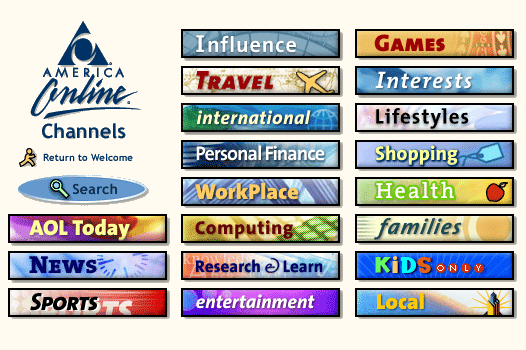 AMERICA
Online
Channels
Return to Welcome
Search
AOL Today
NEWS
SPORTS
Influence
TRAVEL
international
Personal Finance
WorkPlace
Computing
Research & Learn
entertainment
GAMES
Interests
Lifestyles
Shopping
Health
families
KiDS ONLY
Local